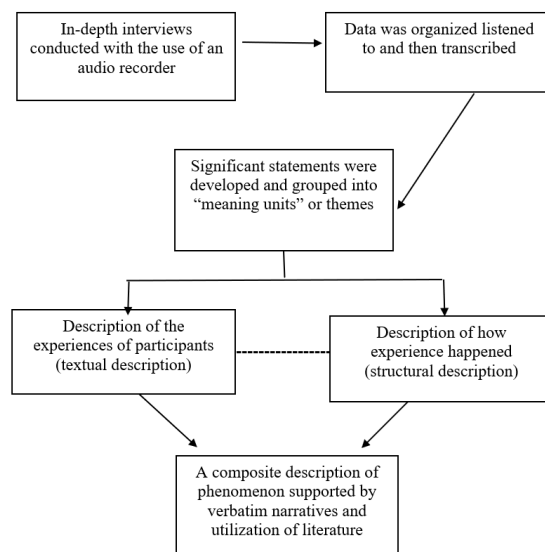 In-depth interviews
conducted with the use of an
audio recorder
Data was organized listened
to and then transcribed
Significant statements were
developed and grouped into
“meaning units” or themes
Description of the
experiences of participants
(textual description)
Description of how
experience happened
(structural description)
A composite description of
phenomenon supported by
verbatim narratives and
utilization of literature